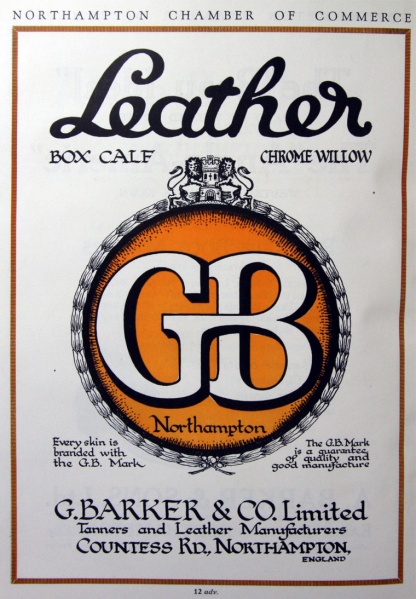 NORTHAMPTON CHAMBER OF COMMERCE
Leather
BOX CALF CHROME WILLOW
GB
Northampton
Every skin is
branded with
the G.B. Mark
The G.B. Mark
is a guarantee
of quality and
good manufacture
G. BARKER & CO. Limited
Tanners and Leather Manufacturers
COUNTESS RD., NORTHAMPTON,
ENGLAND
12 adv.